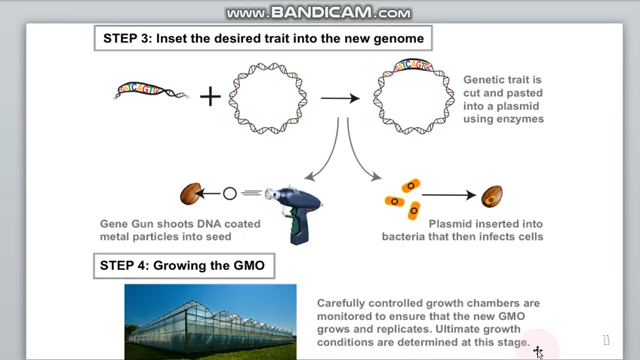 www.BANDICAM.com
STEP 3: Inset the desired trait into the new genome
Genetic trait is
cut and pasted
into a plasmid
using enzymes
Gene Gun shoots DNA coated
metal particles into seed
Plasmid inserted into
bacteria that then infects cells
STEP 4: Growing the GMO
Carefully controlled growth chambers are
monitored to ensure that the new GMO
grows and replicates. Ultimate growth
conditions are determined at this stage.
13